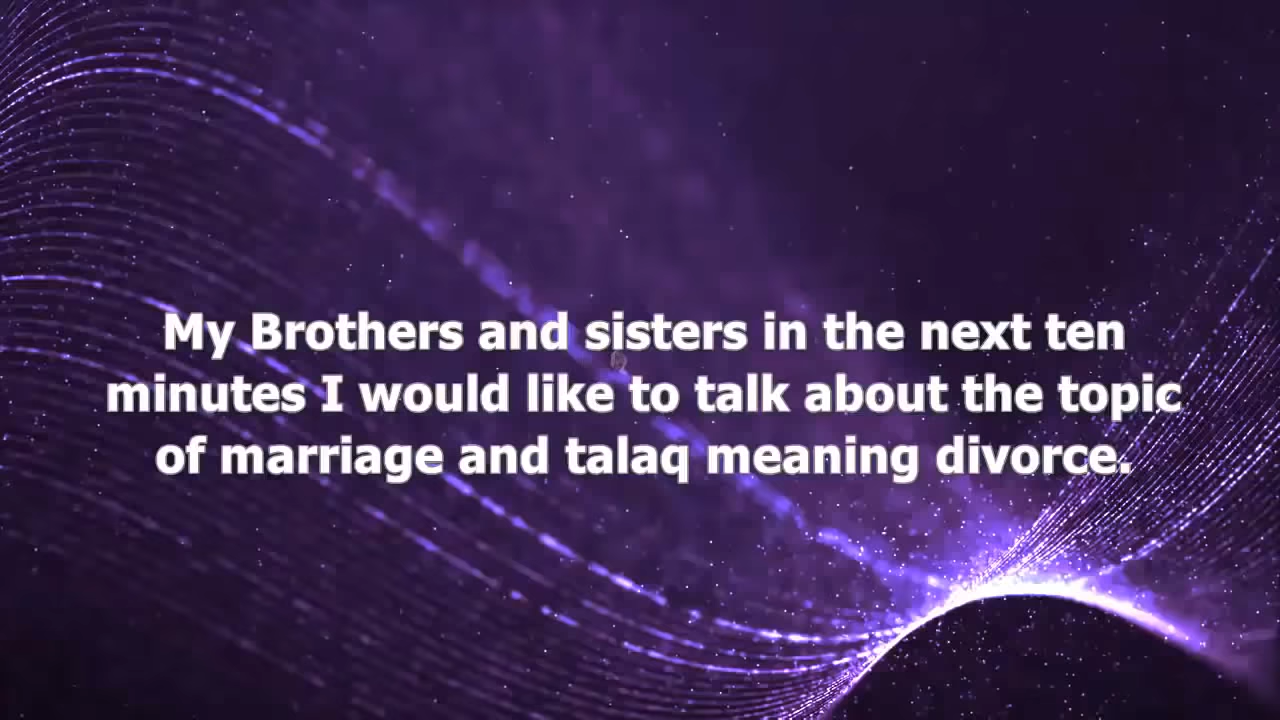 My Brothers and sisters in the next ten
minutes I would like to talk about the topic
of marriage and talaq meaning divorce.